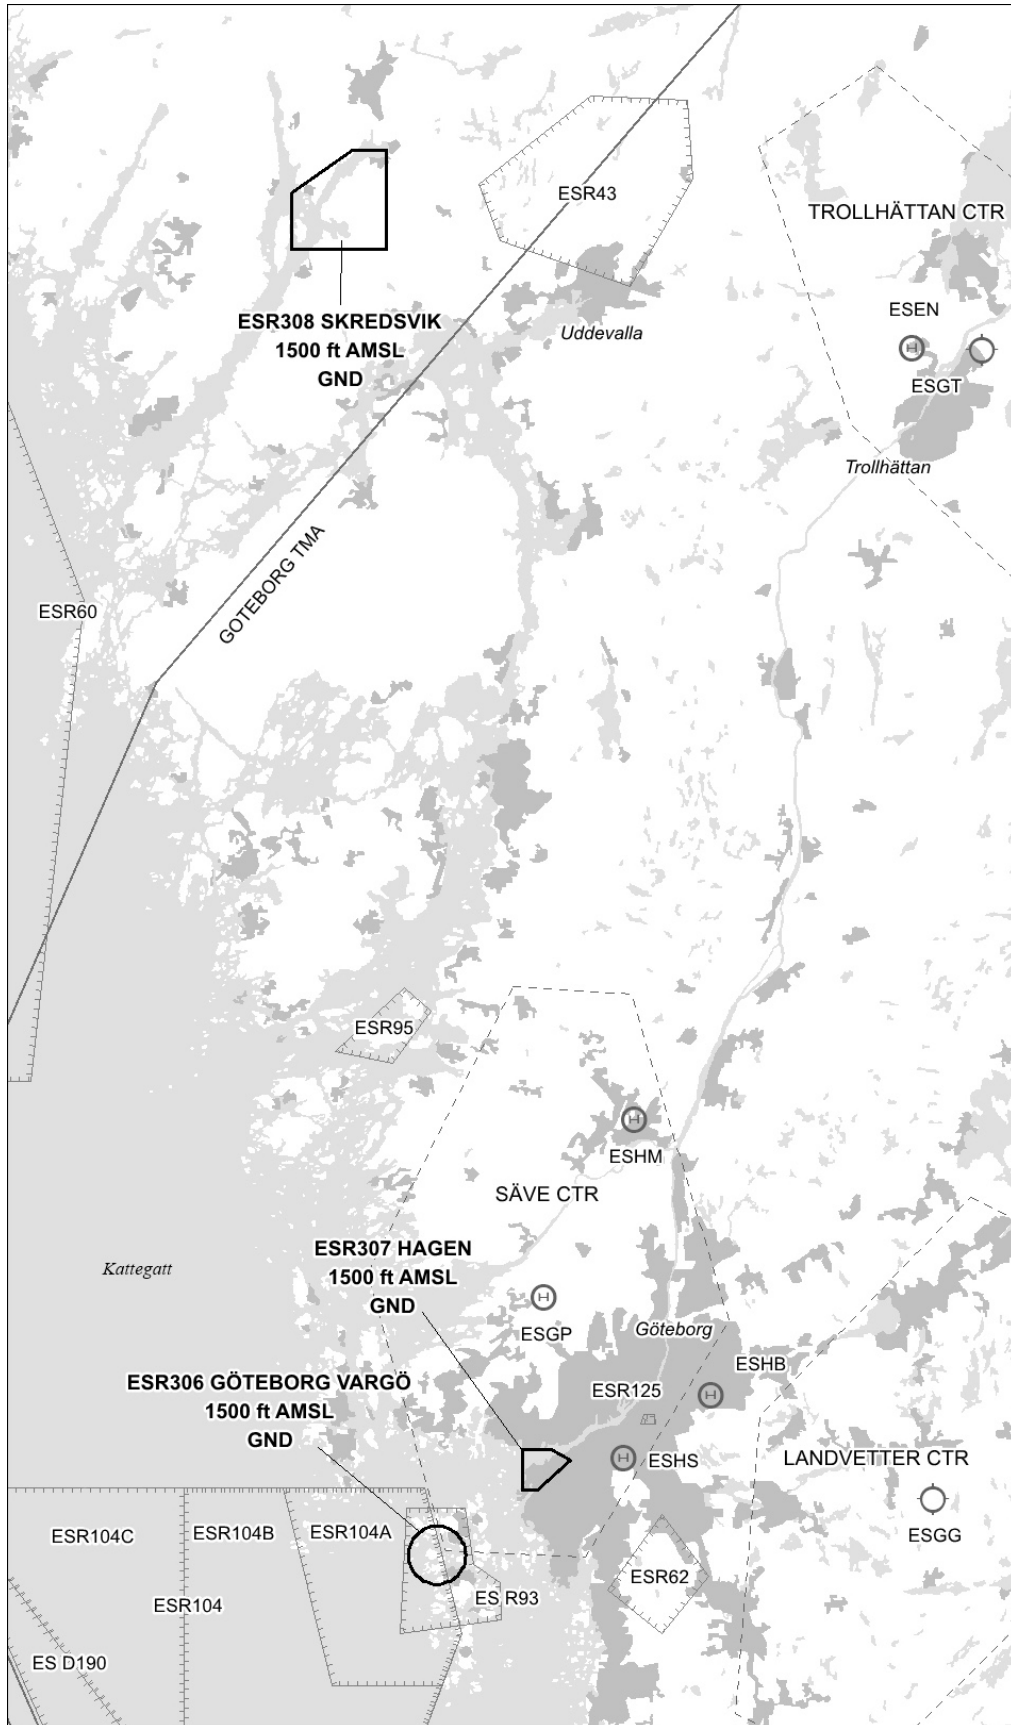 ESR43
TROLLHÄTTAN CTR
ESEN
H
ESR308 SKREDSVIK
1500 ft AMSL
GND
Uddevalla
ESGT
Trollhättan
GOTEBORG TMA
ESR60
ESR95
H
ESHM
SÄVE CTR
ESR307 HAGEN
1500 ft AMSL
GND
Kattegatt
H
ESGP
Göteborg
ESHB
H
ESR306 GÖTEBORG VARGÖ
1500 ft AMSL
GND
ESR125
H
ESHS
LANDVETTER CTR
ESGG
ESR104C
ESR104B
ESR104A
ESR62
ES R93
ESR104
ES D190